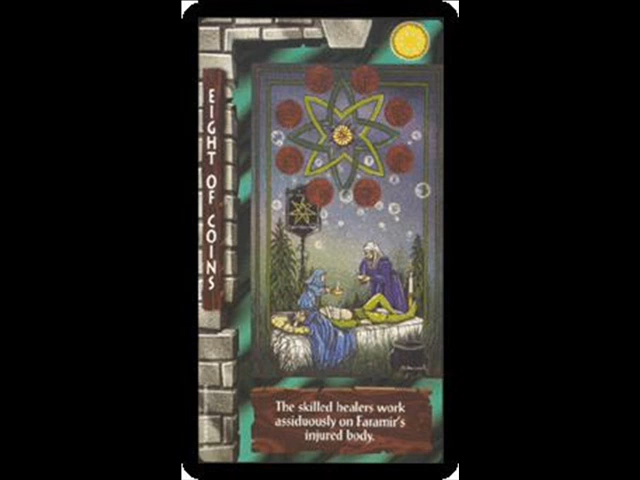 EIGHT OF COINS
The skilled healers work
assiduously on Faramir's
injured body.